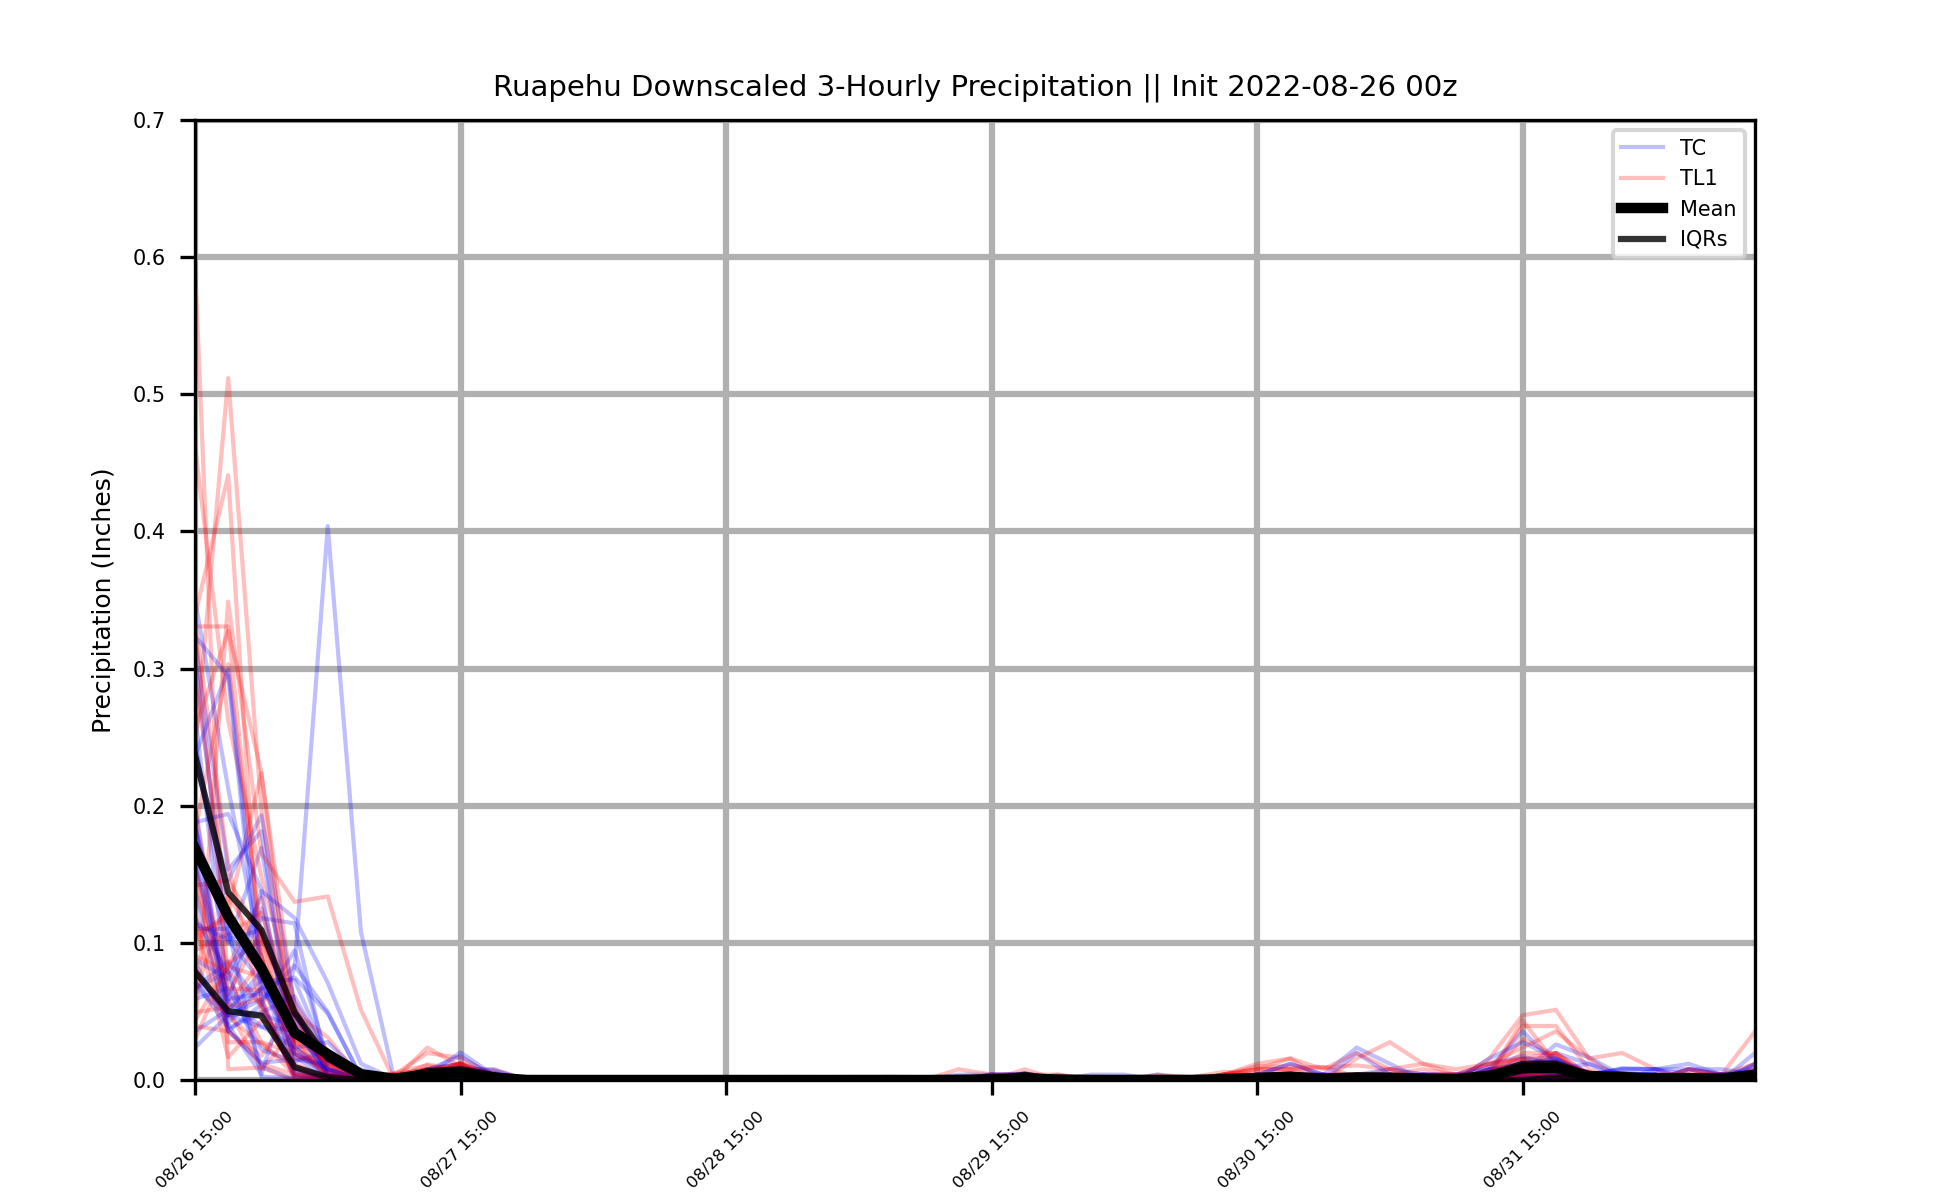 Ruapehu Downscaled 3-Hourly Precipitation || Init 2022-08-26 00z
TC
TL1
Mean
IQRs
Precipitation (Inches)
0.7
0.6
0.5
0.4
0.3
0.2
0.1
0.0
08/26 15:00
08/27 15:00
08/28 15:00
08/29 15:00
08/30 15:00
08/31 15:00